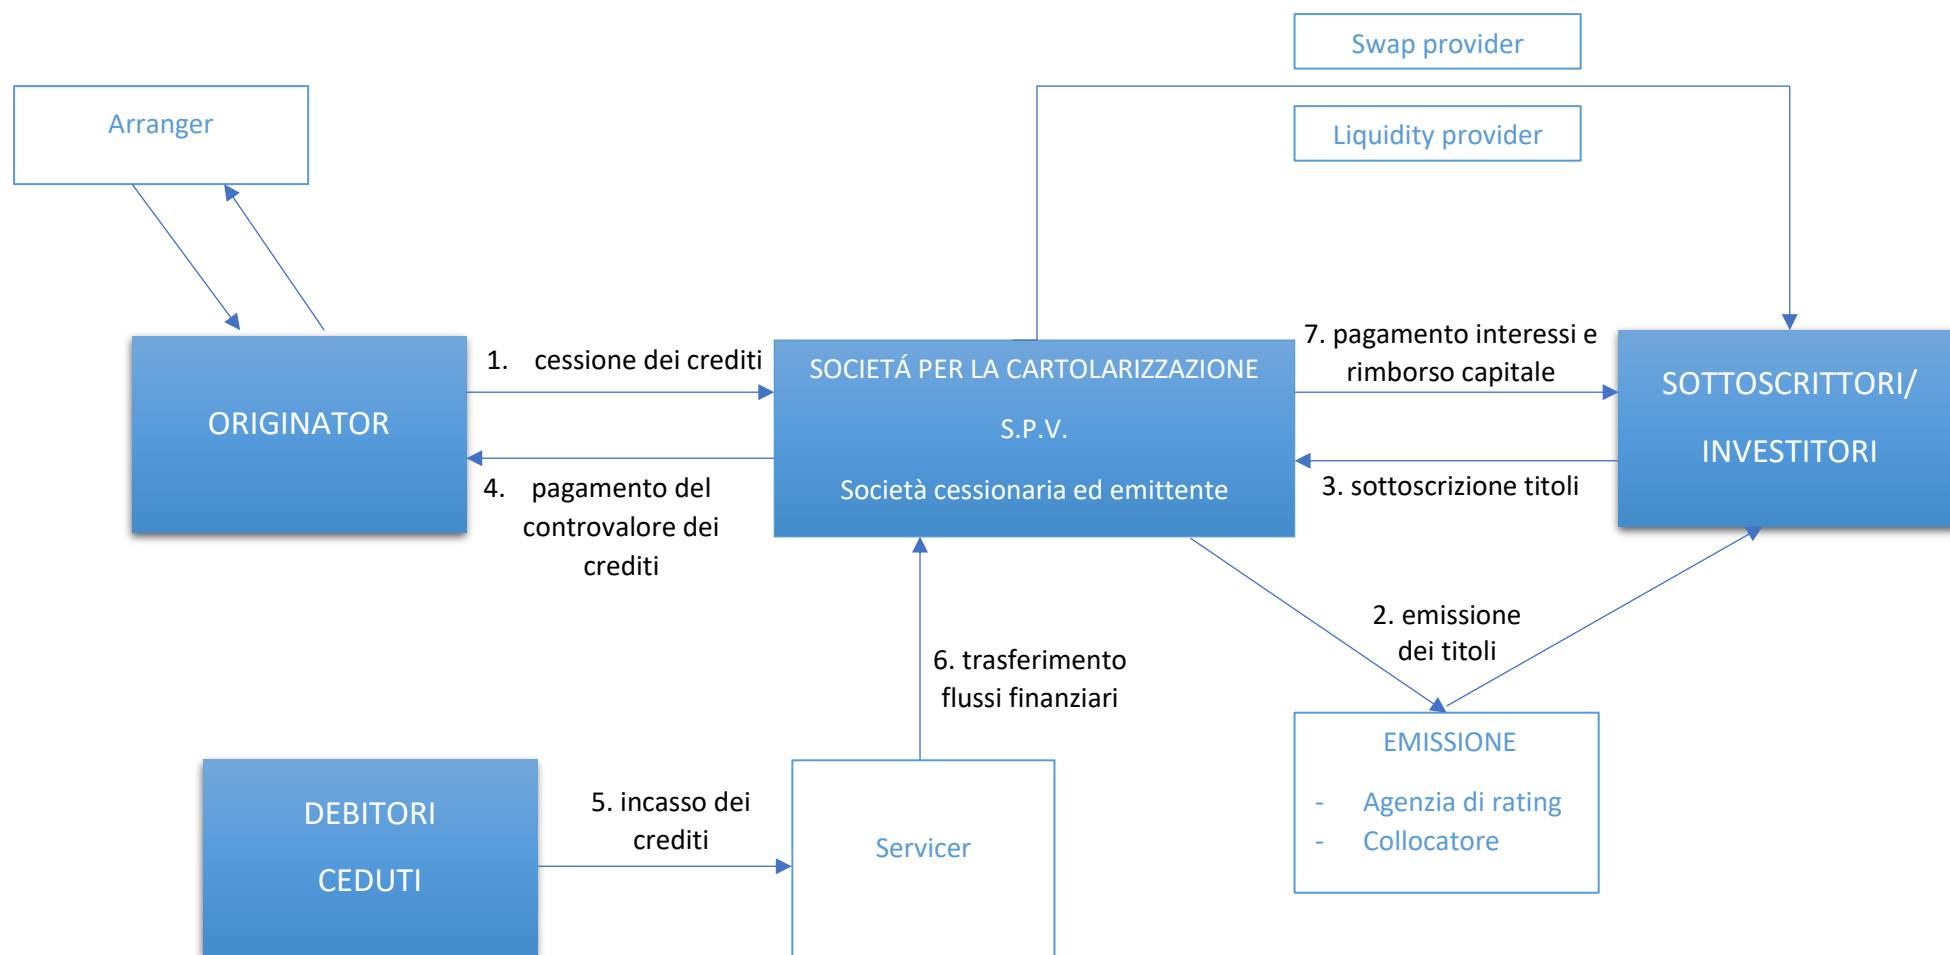 Swap provider
Arranger
Liquidity provider
ORIGINATOR
1. cessione dei crediti
4. pagamento del
controvalore dei
crediti
SOCIETÁ PER LA CARTOLARIZZAZIONE
S.P.V.
Società cessionaria ed emittente
7. pagamento interessi e
rimborso capitale
3. sottoscrizione titoli
SOTTOSCRITTORI/
INVESTITORI
2. emissione
dei titoli
6. trasferimento
flussi finanziari
EMISSIONE
- Agenzia di rating
- Collocatore
DEBITORI
CEDUTI
5. incasso dei
crediti
Servicer